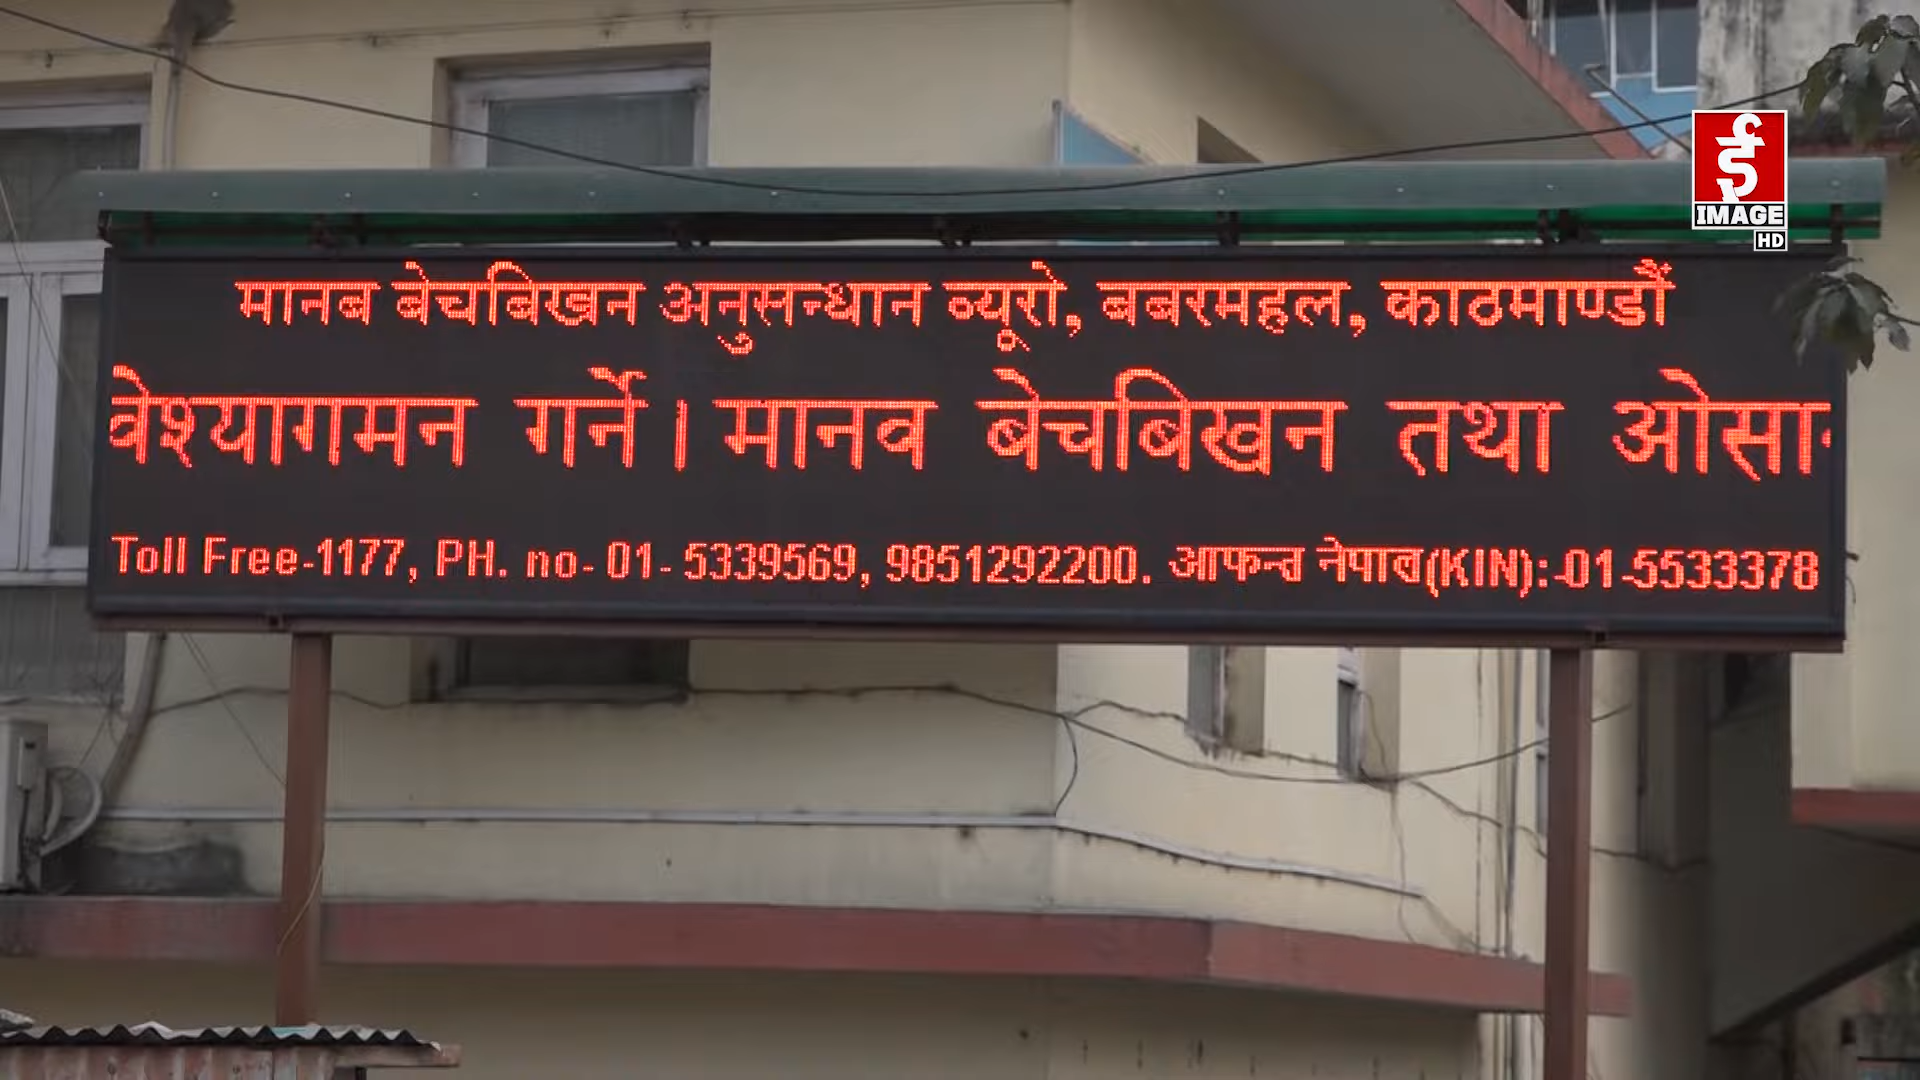 मानब बेचबिखन अनुसन्धान ब्यूरो, बबरमहल, काठमाण्डौं
वेश्यागमन गर्ने । मानव बेचबिखन तथा ओसा
Toll Free-1177, PH. no- 01- 5339569, 9851292200. आफन्त नेपाल(KIN):-01-5533378
IMAGE
HD